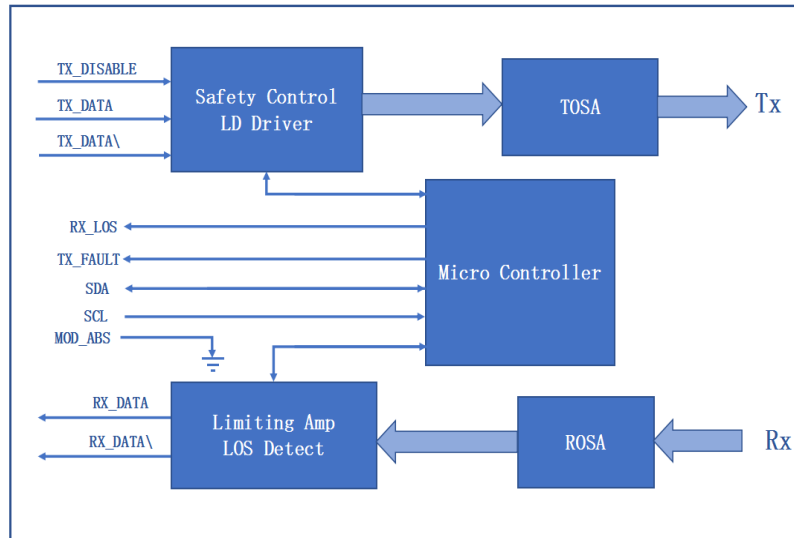 TX_DISABLE
TX_DATA
TX_DATA\
Safety Control
LD Driver
TOSA
Tx
RX_LOS
TX_FAULT
SDA
SCL
MOD_ABS
Micro Controller
RX_DATA
RX_DATA\
Limiting Amp
LOS Detect
ROSA
Rx